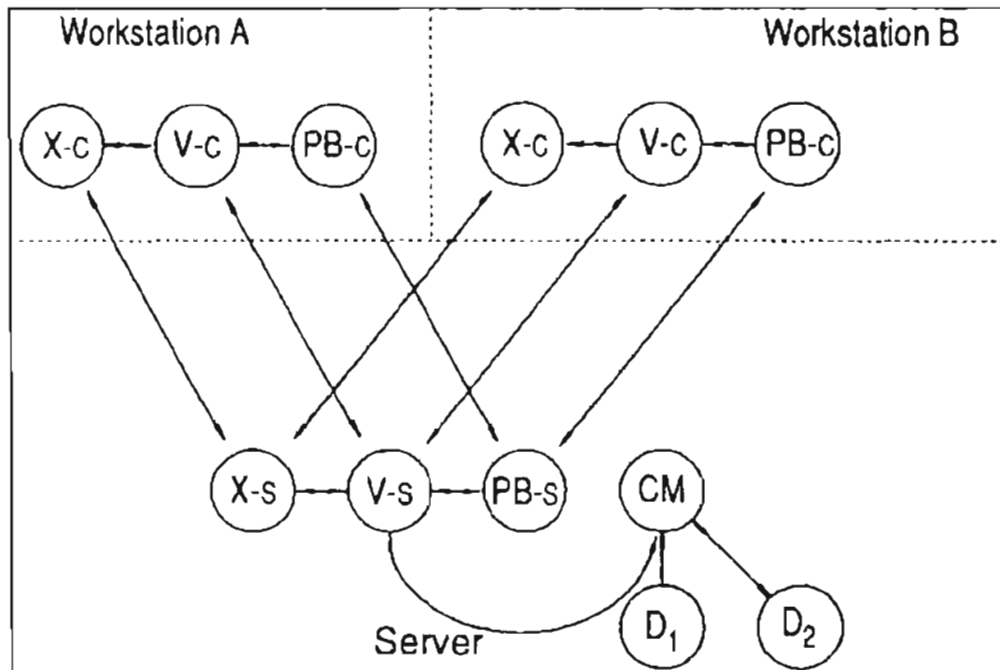 Workstation A
Workstation B
X-c
V-c
PB-c
X-c
V-c
PB-c
X-s
V-s
PB-s
CM
Server
D₁
D₂